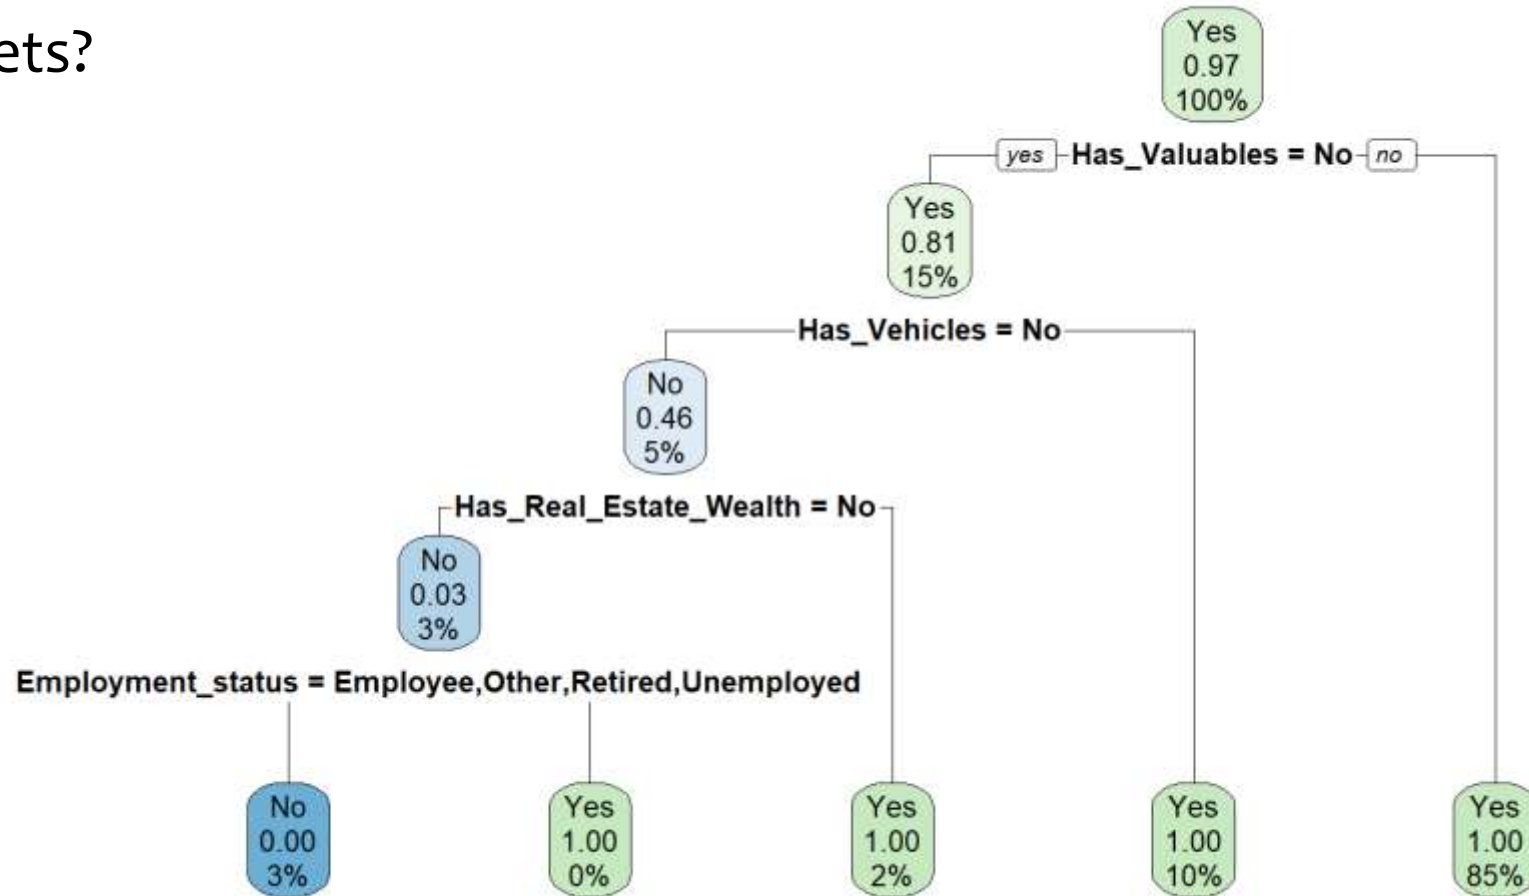 ets?
Yes
0.97
100%
yes Has_Valuables = No no
Yes
0.81
15%
Has_Vehicles = No
No
0.46
5%
Has_Real_Estate_Wealth = No
No
0.03
3%
Employment_status = Employee,Other,Retired,Unemployed
No
0.00
3%
Yes
1.00
0%
Yes
1.00
2%
Yes
1.00
10%
Yes
1.00
85%